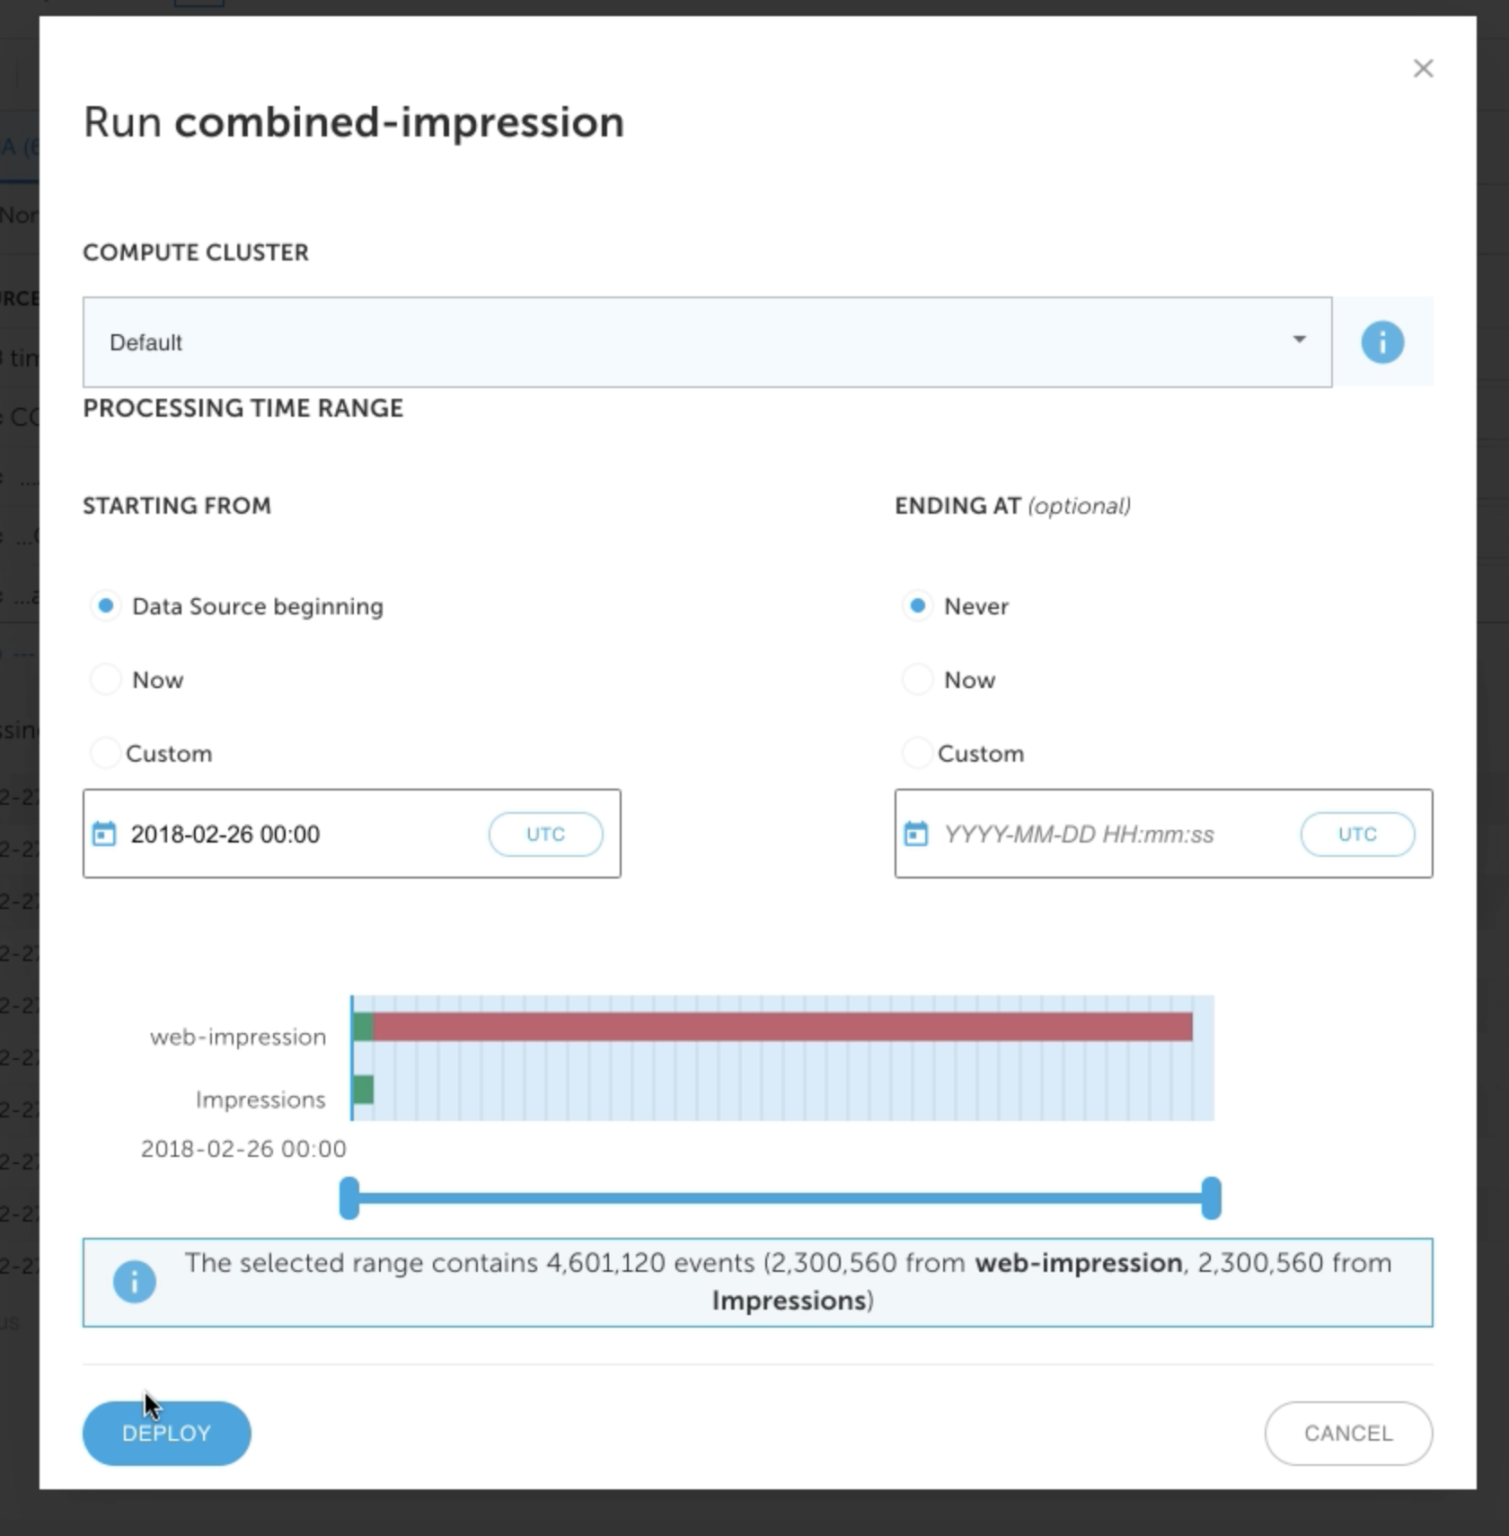 Run combined-impression
COMPUTE CLUSTER
Default
PROCESSING TIME RANGE
STARTING FROM
ENDING AT (optional)
Data Source beginning
Never
Now
Now
Custom
Custom
2018-02-26 00:00
UTC
YYYY-MM-DD HH:mm:ss
UTC
web-impression
Impressions
2018-02-26 00:00
The selected range contains 4,601,120 events (2,300,560 from web-impression, 2,300,560 from
Impressions)
DEPLOY
CANCEL